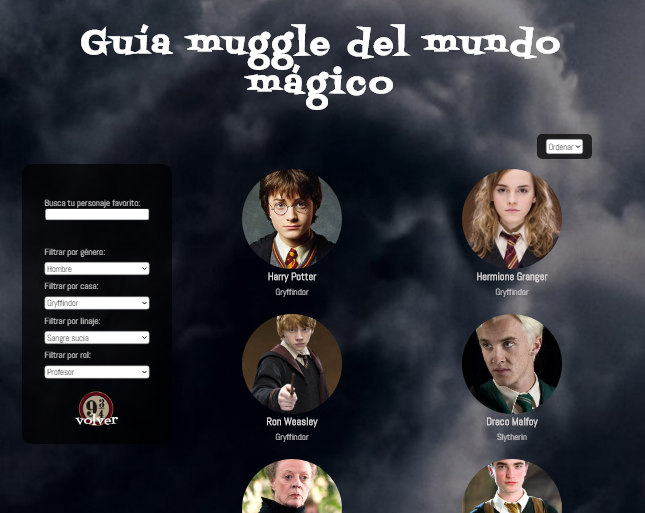 Guía muggle del mundo
mágico
Ordenar
Busca tu personaje favorito:
Filtrar por género:
Hombre
Filtrar por casa:
Gryffindor
Filtrar por linaje:
Sangre sucia
Filtrar por rol:
Profesor
9 3/4
volver
Harry Potter
Gryffindor
Hermione Granger
Gryffindor
Ron Weasley
Gryffindor
Draco Malfoy
Slytherin